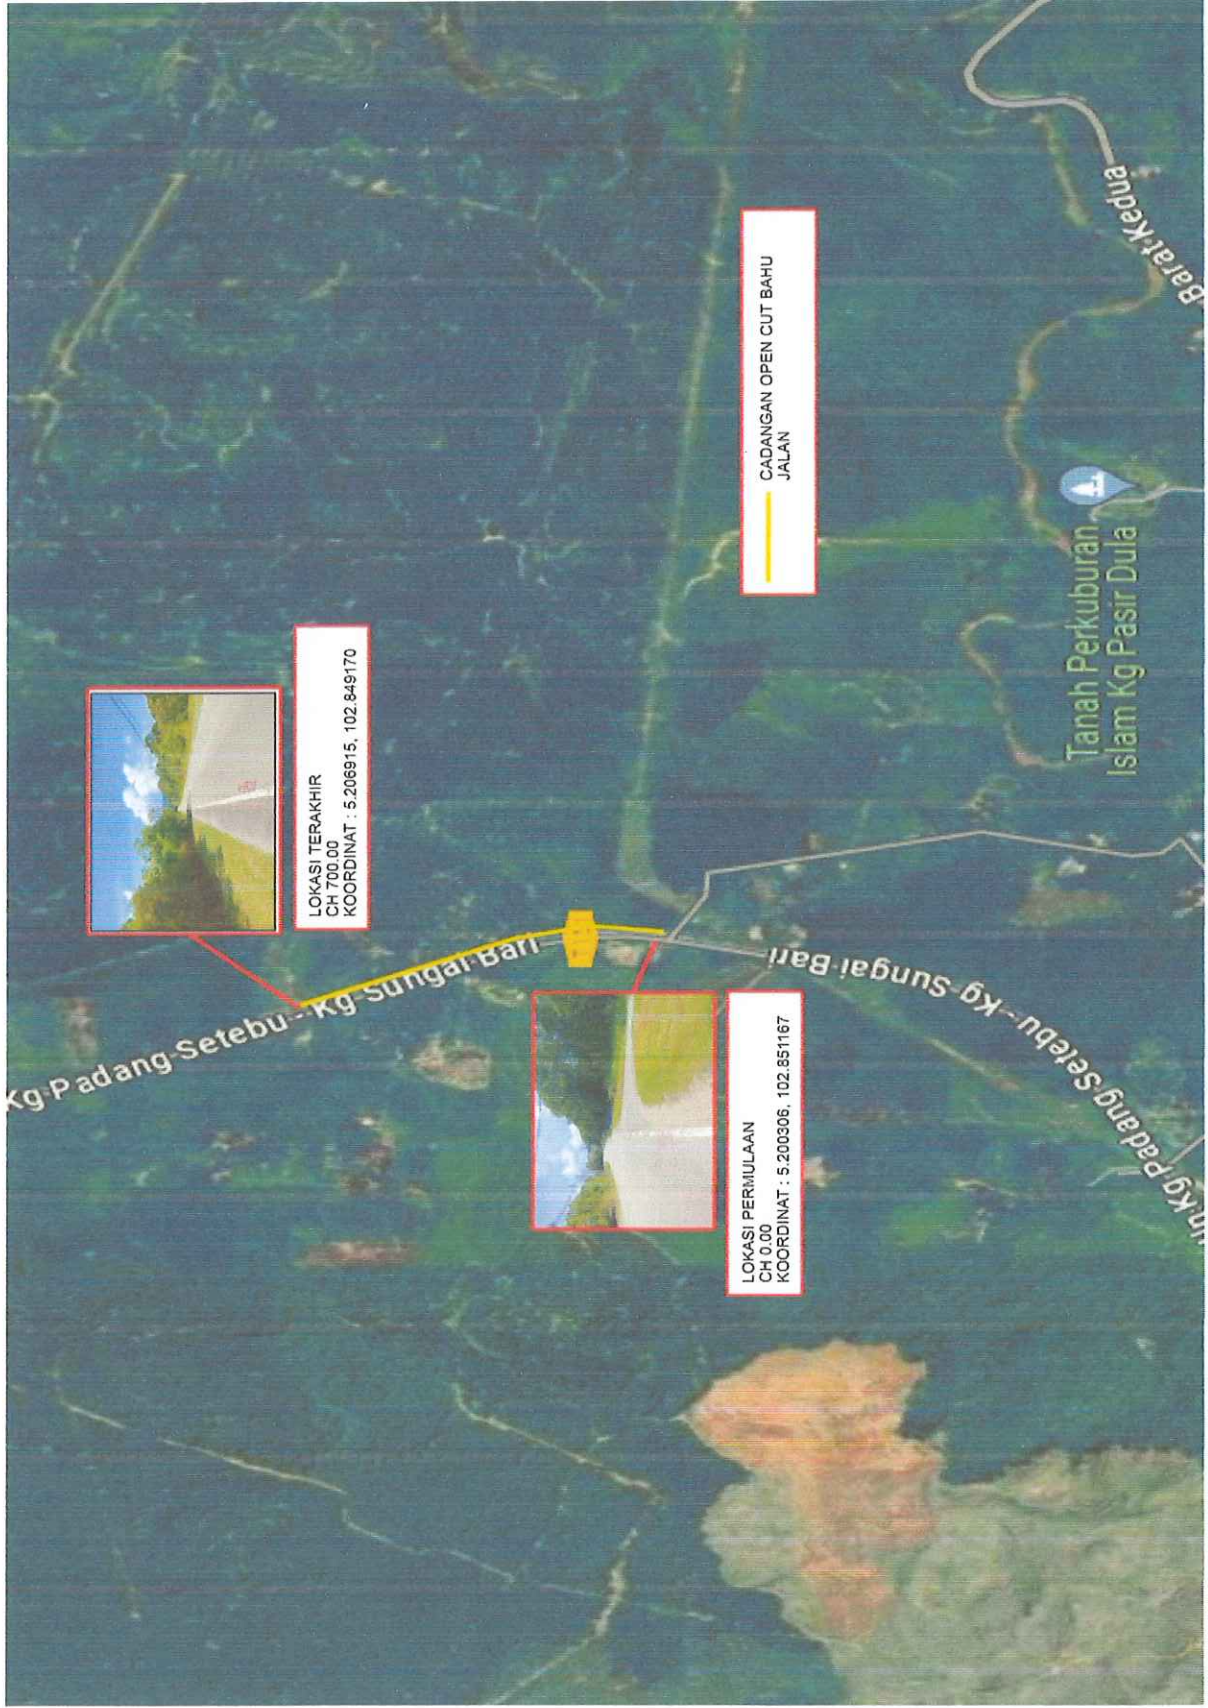 LOKASI TERAKHIR
CH 700.00
KOORDINAT : 5.206915, 102.849170
Kg-Padang-Setebu--Kg-Sungai-Bari
LOKASI PERMULAAN
CH 0.00
KOORDINAT : 5.200306, 102.851167
CADANGAN OPEN CUT BAHU
JALAN
Kg-Padang-Setebu--Kg-Sungai-Bari
Tanah Perkuburan
Islam Kg Pasir Dula
Barat-Kedua